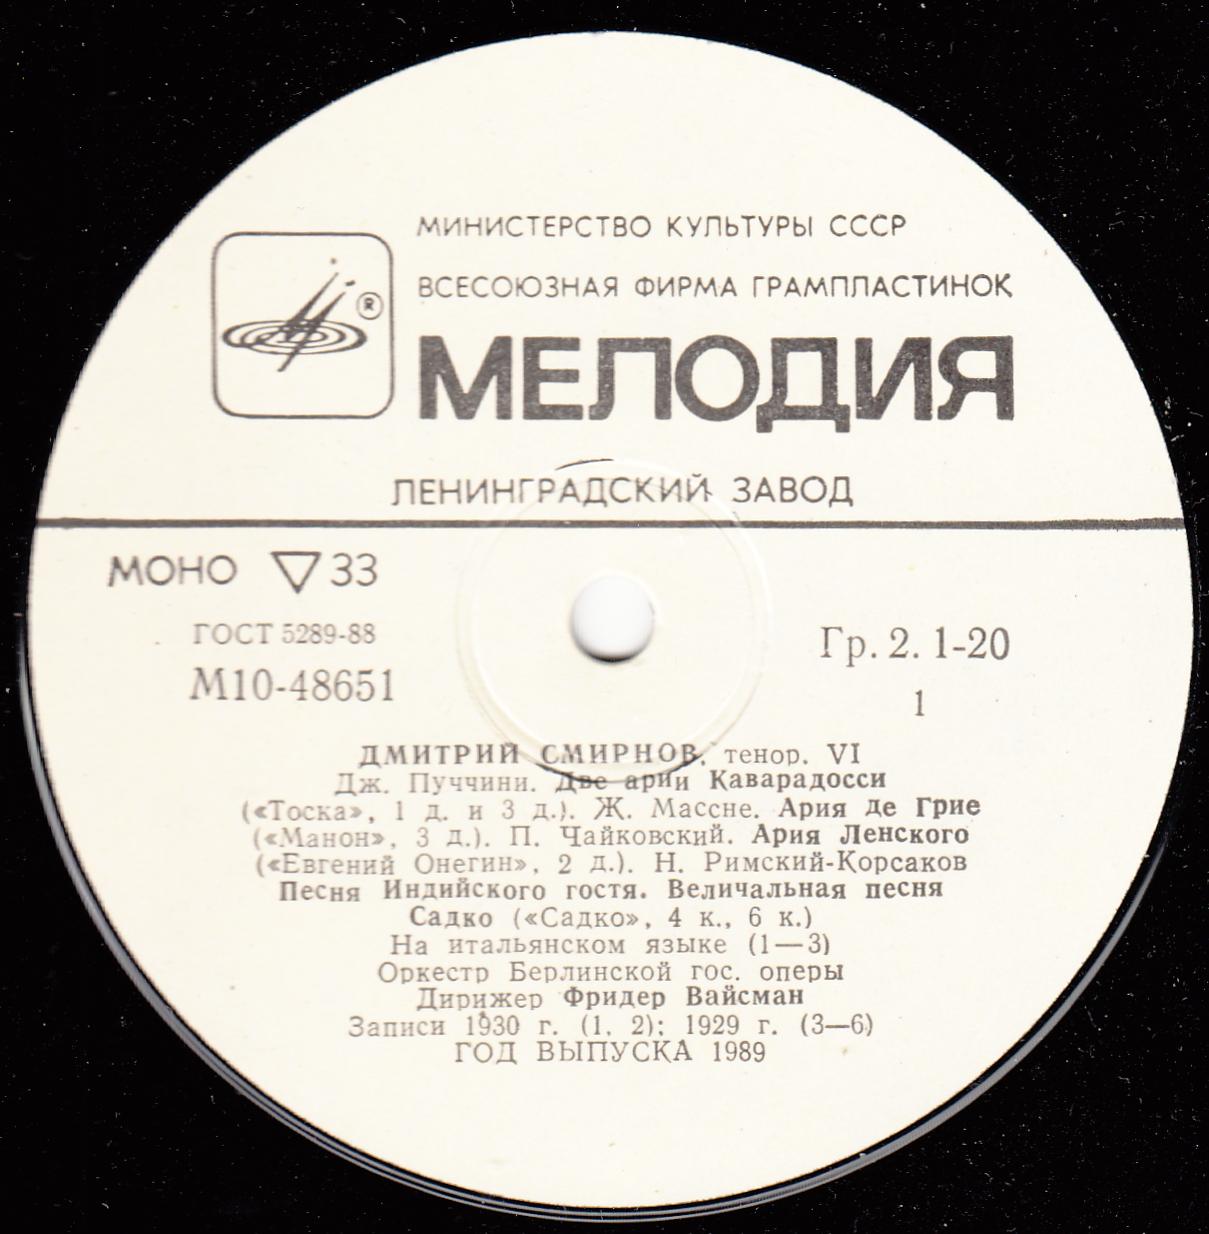 МИНИСТЕРСТВО КУЛЬТУРЫ СССР
ВСЕСОЮЗНАЯ ФИРМА ГРАМПЛАСТИНОК
®
МЕЛОДИЯ
ЛЕНИНГРАДСКИЙ ЗАВОД
МОНО ▽ 33
ГОСТ 5289-88
М10-48651
Гр. 2. 1-20
1
ДМИТРИЙ СМИРНОВ, тенор. VI
Дж. Пуччини. Две арии Каварадосси
(«Тоска», 1 д. и 3 д.). Ж. Массне. Ария де Грие
(«Манон», 3 д.). П. Чайковский. Ария Ленского
(«Евгений Онегин», 2 д.). Н. Римский-Корсаков
Песня Индийского гостя. Величальная песня
Садко («Садко», 4 к., 6 к.)
На итальянском языке (1—3)
Оркестр Берлинской гос. оперы
Дирижер Фридер Вайсман
Записи 1930 г. (1, 2); 1929 г. (3—6)
ГОД ВЫПУСКА 1989